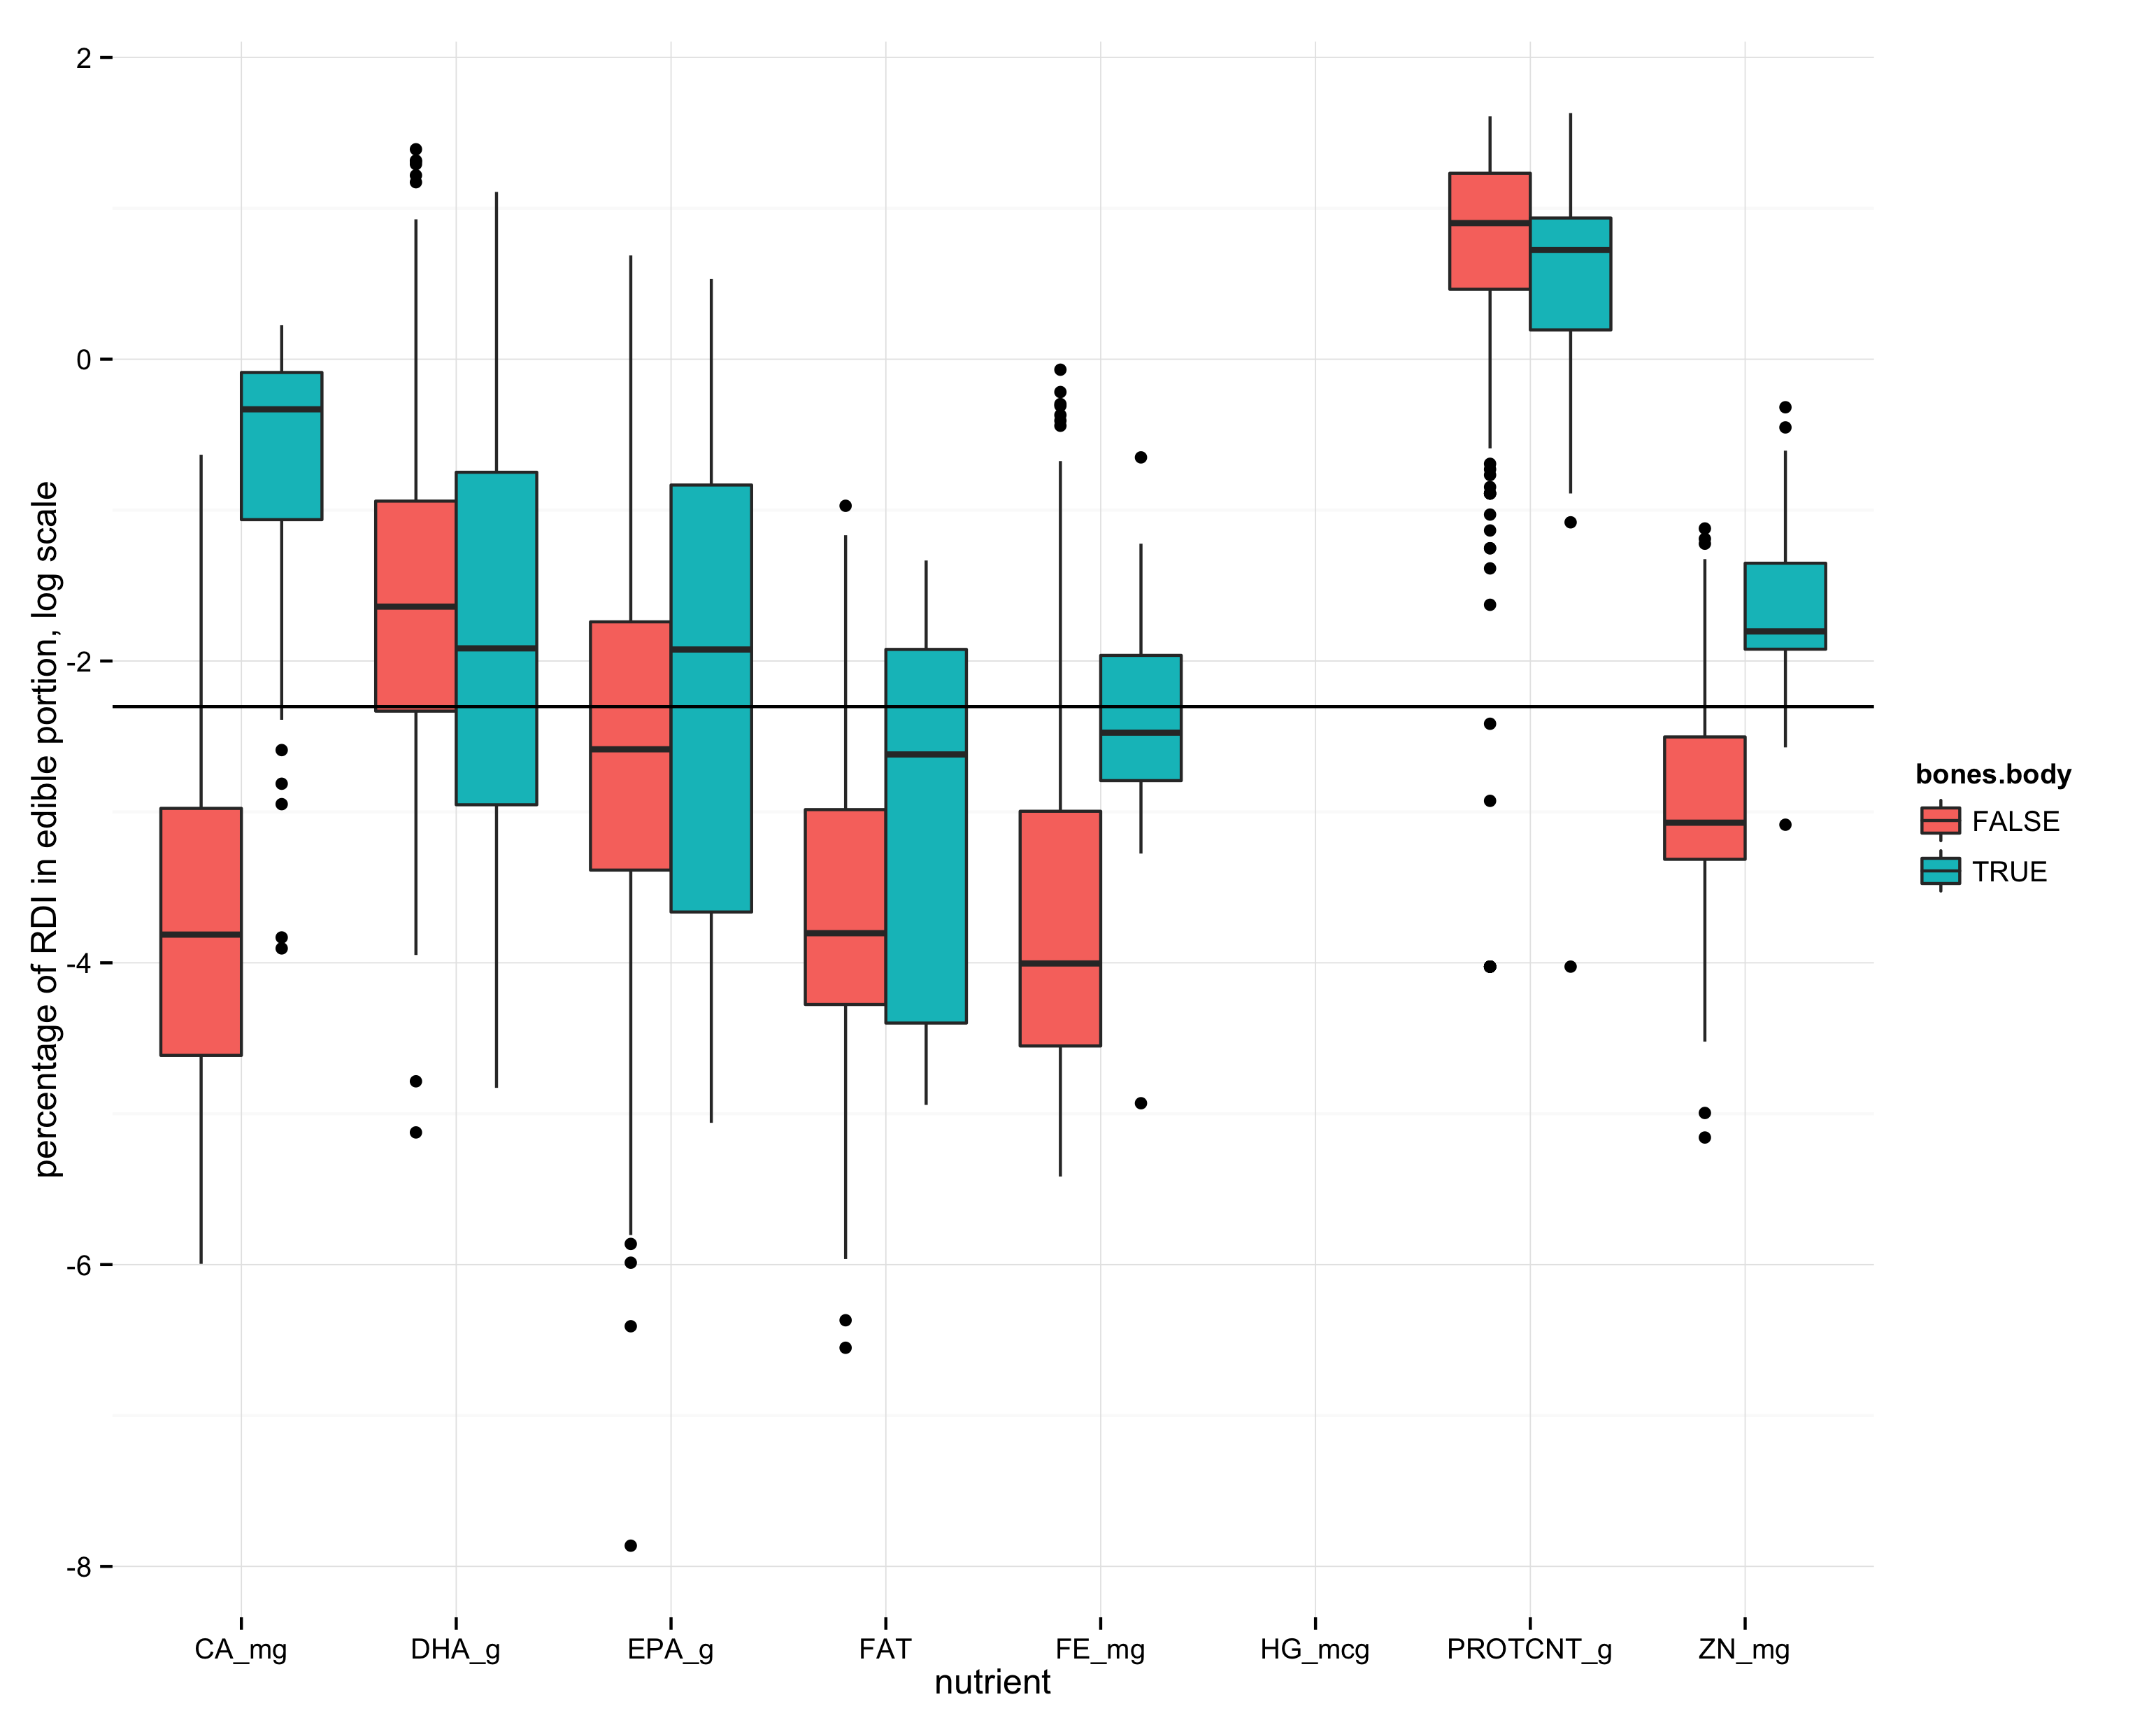 percentage of RDI in edible portion, log scale
2
0
-2
-4
-6
-8
CA_mg
DHA_g
EPA_g
FAT
FE_mg
HG_mcg
PROTCNT_g
ZN_mg
nutrient
bones.body
FALSE
TRUE